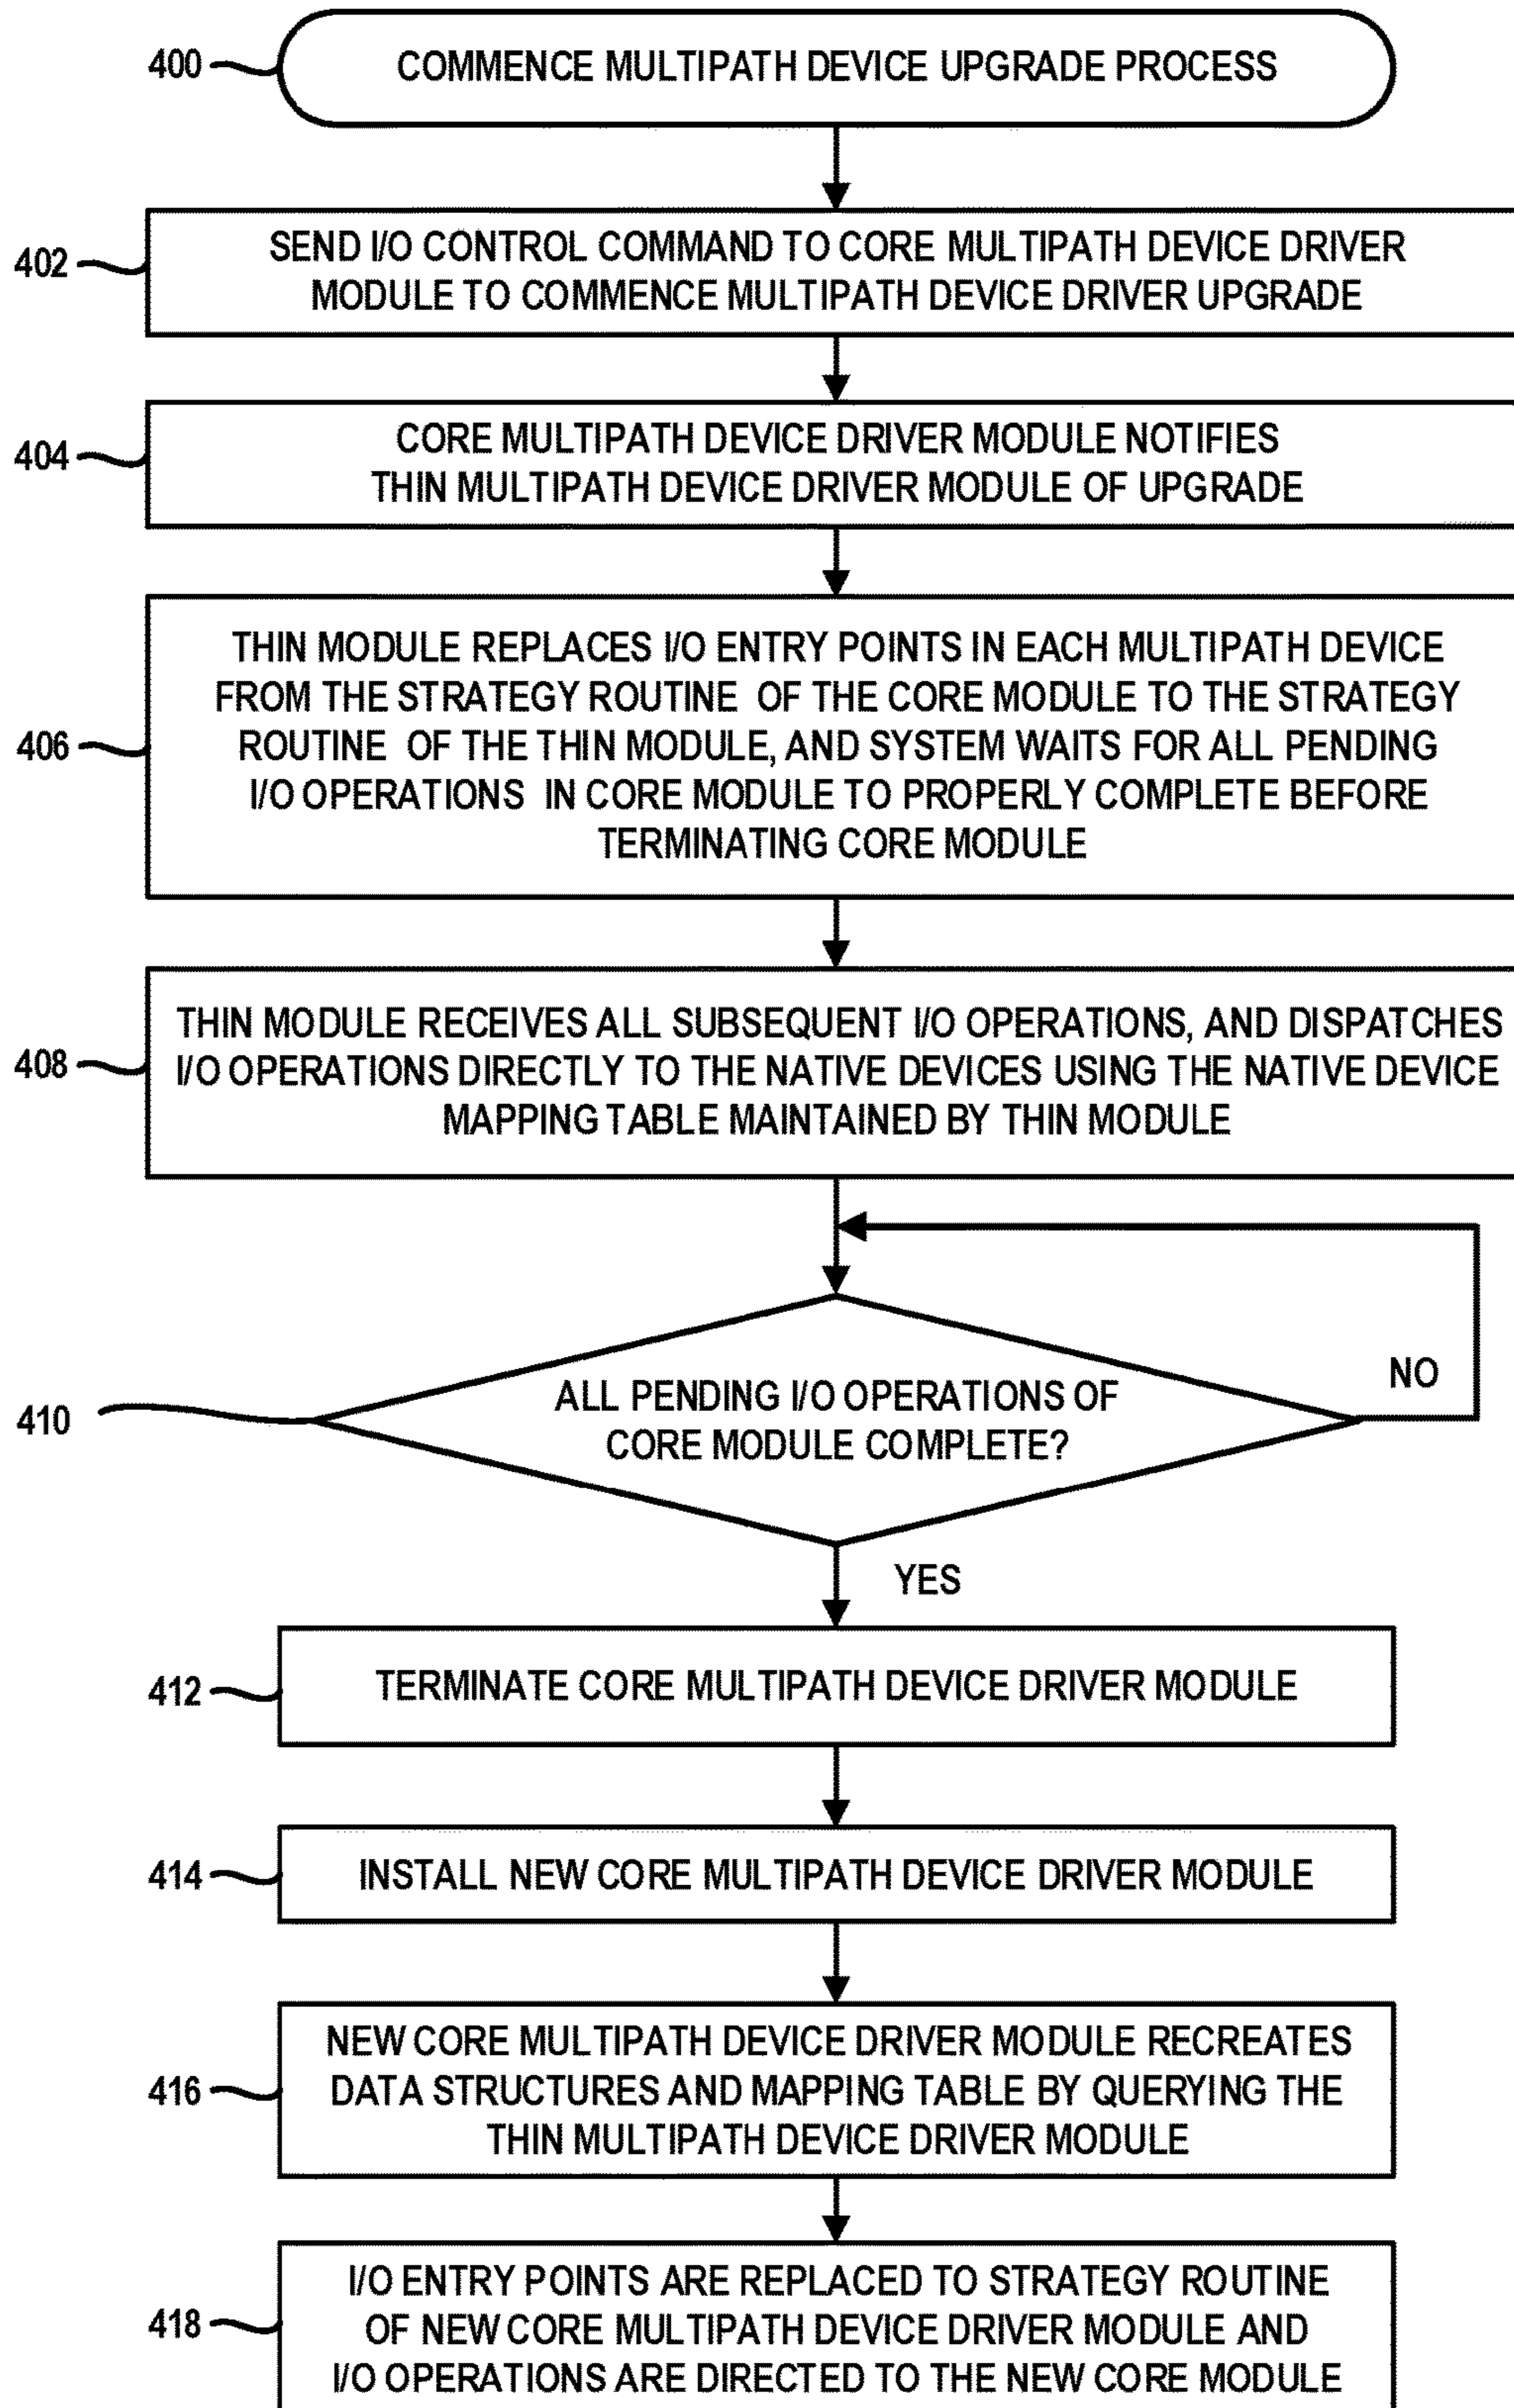 400
COMMENCE MULTIPATH DEVICE UPGRADE PROCESS
402
SEND I/O CONTROL COMMAND TO CORE MULTIPATH DEVICE DRIVER
MODULE TO COMMENCE MULTIPATH DEVICE DRIVER UPGRADE
404
CORE MULTIPATH DEVICE DRIVER MODULE NOTIFIES
THIN MULTIPATH DEVICE DRIVER MODULE OF UPGRADE
406
THIN MODULE REPLACES I/O ENTRY POINTS IN EACH MULTIPATH DEVICE
FROM THE STRATEGY ROUTINE OF THE CORE MODULE TO THE STRATEGY
ROUTINE OF THE THIN MODULE, AND SYSTEM WAITS FOR ALL PENDING
I/O OPERATIONS IN CORE MODULE TO PROPERLY COMPLETE BEFORE
TERMINATING CORE MODULE
408
THIN MODULE RECEIVES ALL SUBSEQUENT I/O OPERATIONS, AND DISPATCHES
I/O OPERATIONS DIRECTLY TO THE NATIVE DEVICES USING THE NATIVE DEVICE
MAPPING TABLE MAINTAINED BY THIN MODULE
410
ALL PENDING I/O OPERATIONS OF
CORE MODULE COMPLETE?
NO
YES
412
TERMINATE CORE MULTIPATH DEVICE DRIVER MODULE
414
INSTALL NEW CORE MULTIPATH DEVICE DRIVER MODULE
416
NEW CORE MULTIPATH DEVICE DRIVER MODULE RECREATES
DATA STRUCTURES AND MAPPING TABLE BY QUERYING THE
THIN MULTIPATH DEVICE DRIVER MODULE
418
I/O ENTRY POINTS ARE REPLACED TO STRATEGY ROUTINE
OF NEW CORE MULTIPATH DEVICE DRIVER MODULE AND
I/O OPERATIONS ARE DIRECTED TO THE NEW CORE MODULE